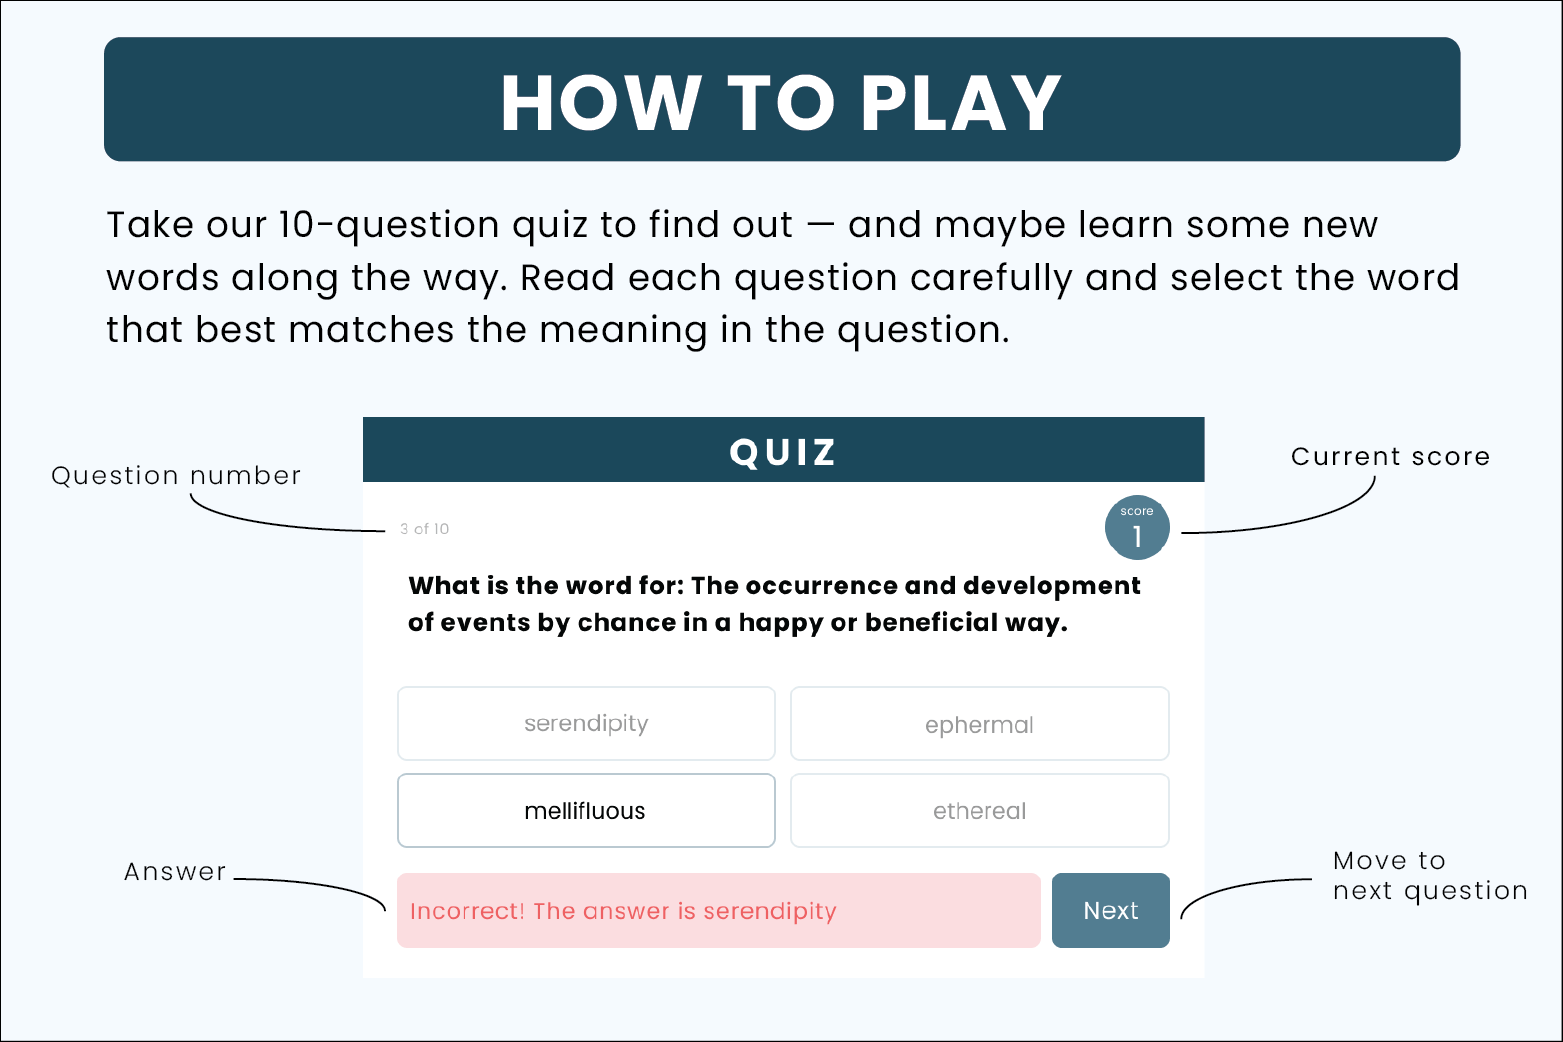 HOW TO PLAY
Take our 10-question quiz to find out — and maybe learn some new
words along the way. Read each question carefully and select the word
that best matches the meaning in the question.
QUIZ
Question number
Current score
3 of 10
score
1
What is the word for: The occurrence and development
of events by chance in a happy or beneficial way.
serendipity
ephermal
mellifluous
ethereal
Answer
Incorrect! The answer is serendipity
Next
Move to
next question